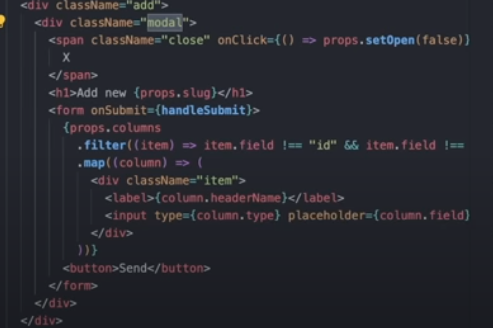 <div className="add">
<div className="modal">
<span className="close" onClick={() => props.setOpen(false)}
X
</span>
<h1>Add new {props.slug}</h1>
<form onSubmit={handleSubmit}>
{props.columns
.filter((item) => item.field !== "id" && item.field !==
.map((column) => (
<div className="item">
<label>{column.headerName}</label>
<input type={column.type} placeholder={column.field}
</div>
))}
<button>Send</button>
</form>
</div>
</div>